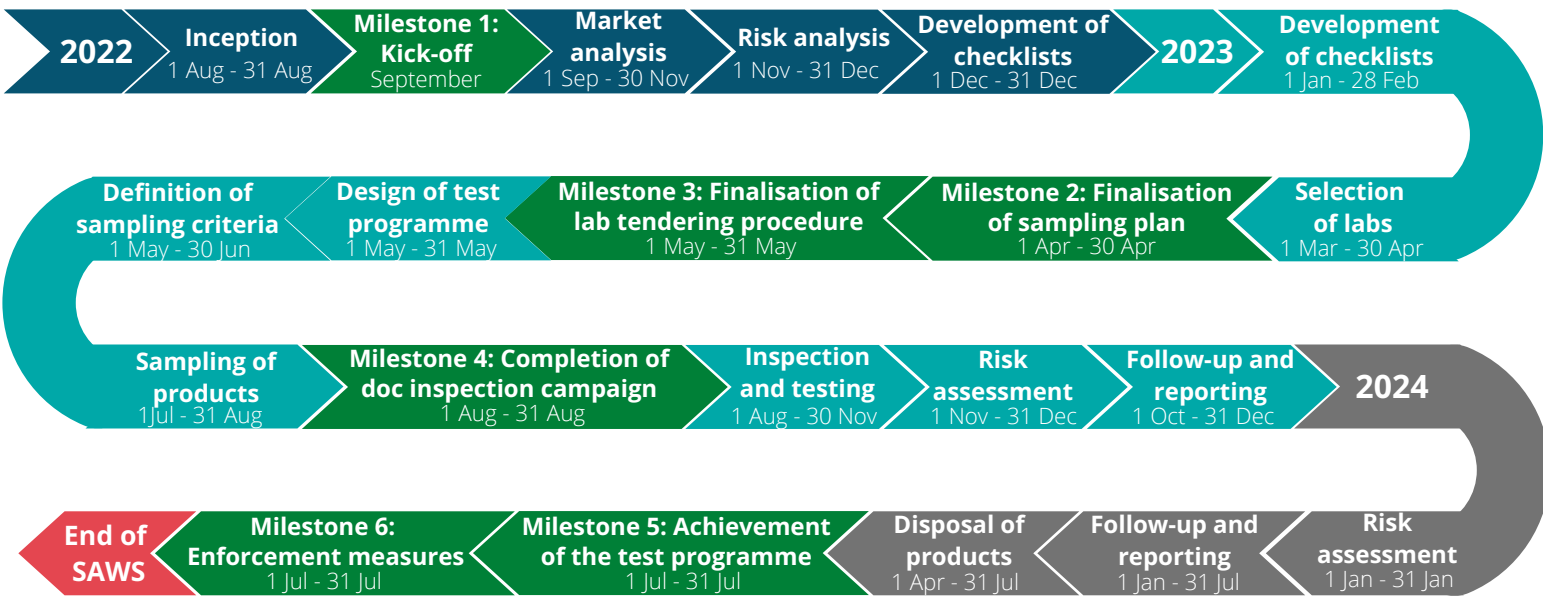 2022
Inception
1 Aug - 31 Aug
Milestone 1:
Kick-off
September
Market
analysis
1 Sep - 30 Nov
Risk analysis
1 Nov - 31 Dec
Development of
checklists
1 Dec - 31 Dec
2023
Development
of checklists
1 Jan - 28 Feb
Selection
of labs
1 Mar - 30 Apr
Milestone 2: Finalisation
of sampling plan
1 Apr - 30 Apr
Milestone 3: Finalisation of
lab tendering procedure
1 May - 31 May
Design of test
programme
1 May - 31 May
Definition of
sampling criteria
1 May - 30 Jun
Sampling of
products
1Jul - 31 Aug
Milestone 4: Completion of
doc inspection campaign
1 Aug - 31 Aug
Inspection
and testing
1 Aug - 30 Nov
Risk
assessment
1 Nov - 31 Dec
Follow-up and
reporting
1 Oct - 31 Dec
2024
Risk
assessment
1 Jan - 31 Jan
Follow-up and
reporting
1 Jan - 31 Jul
Disposal of
products
1 Apr - 31 Jul
Milestone 5: Achievement
of the test programme
1 Jul - 31 Jul
Milestone 6:
Enforcement measures
1 Jul - 31 Jul
End of
SAWS